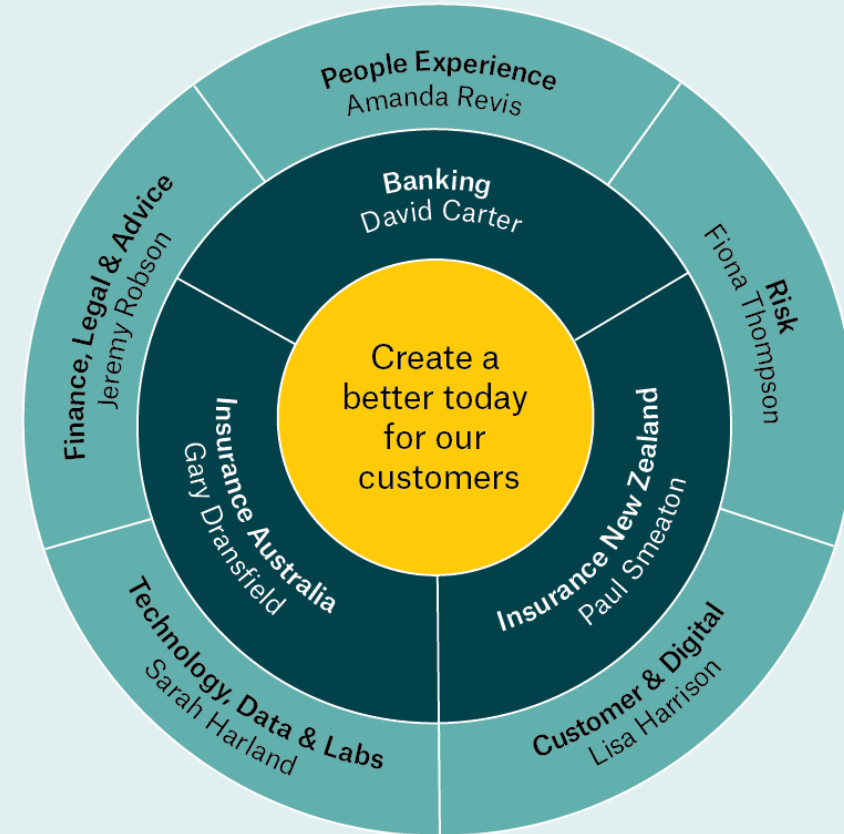 People Experience
Amanda Revis
Banking
David Carter
Risk
Fiona Thompson
Finance, Legal & Advice
Jeremy Robson
Create a
better today
for our
customers
Insurance Australia
Gary Dransfield
Insurance New Zealand
Paul Smeaton
Technology, Data & Labs
Sarah Harland
Customer & Digital
Lisa Harrison